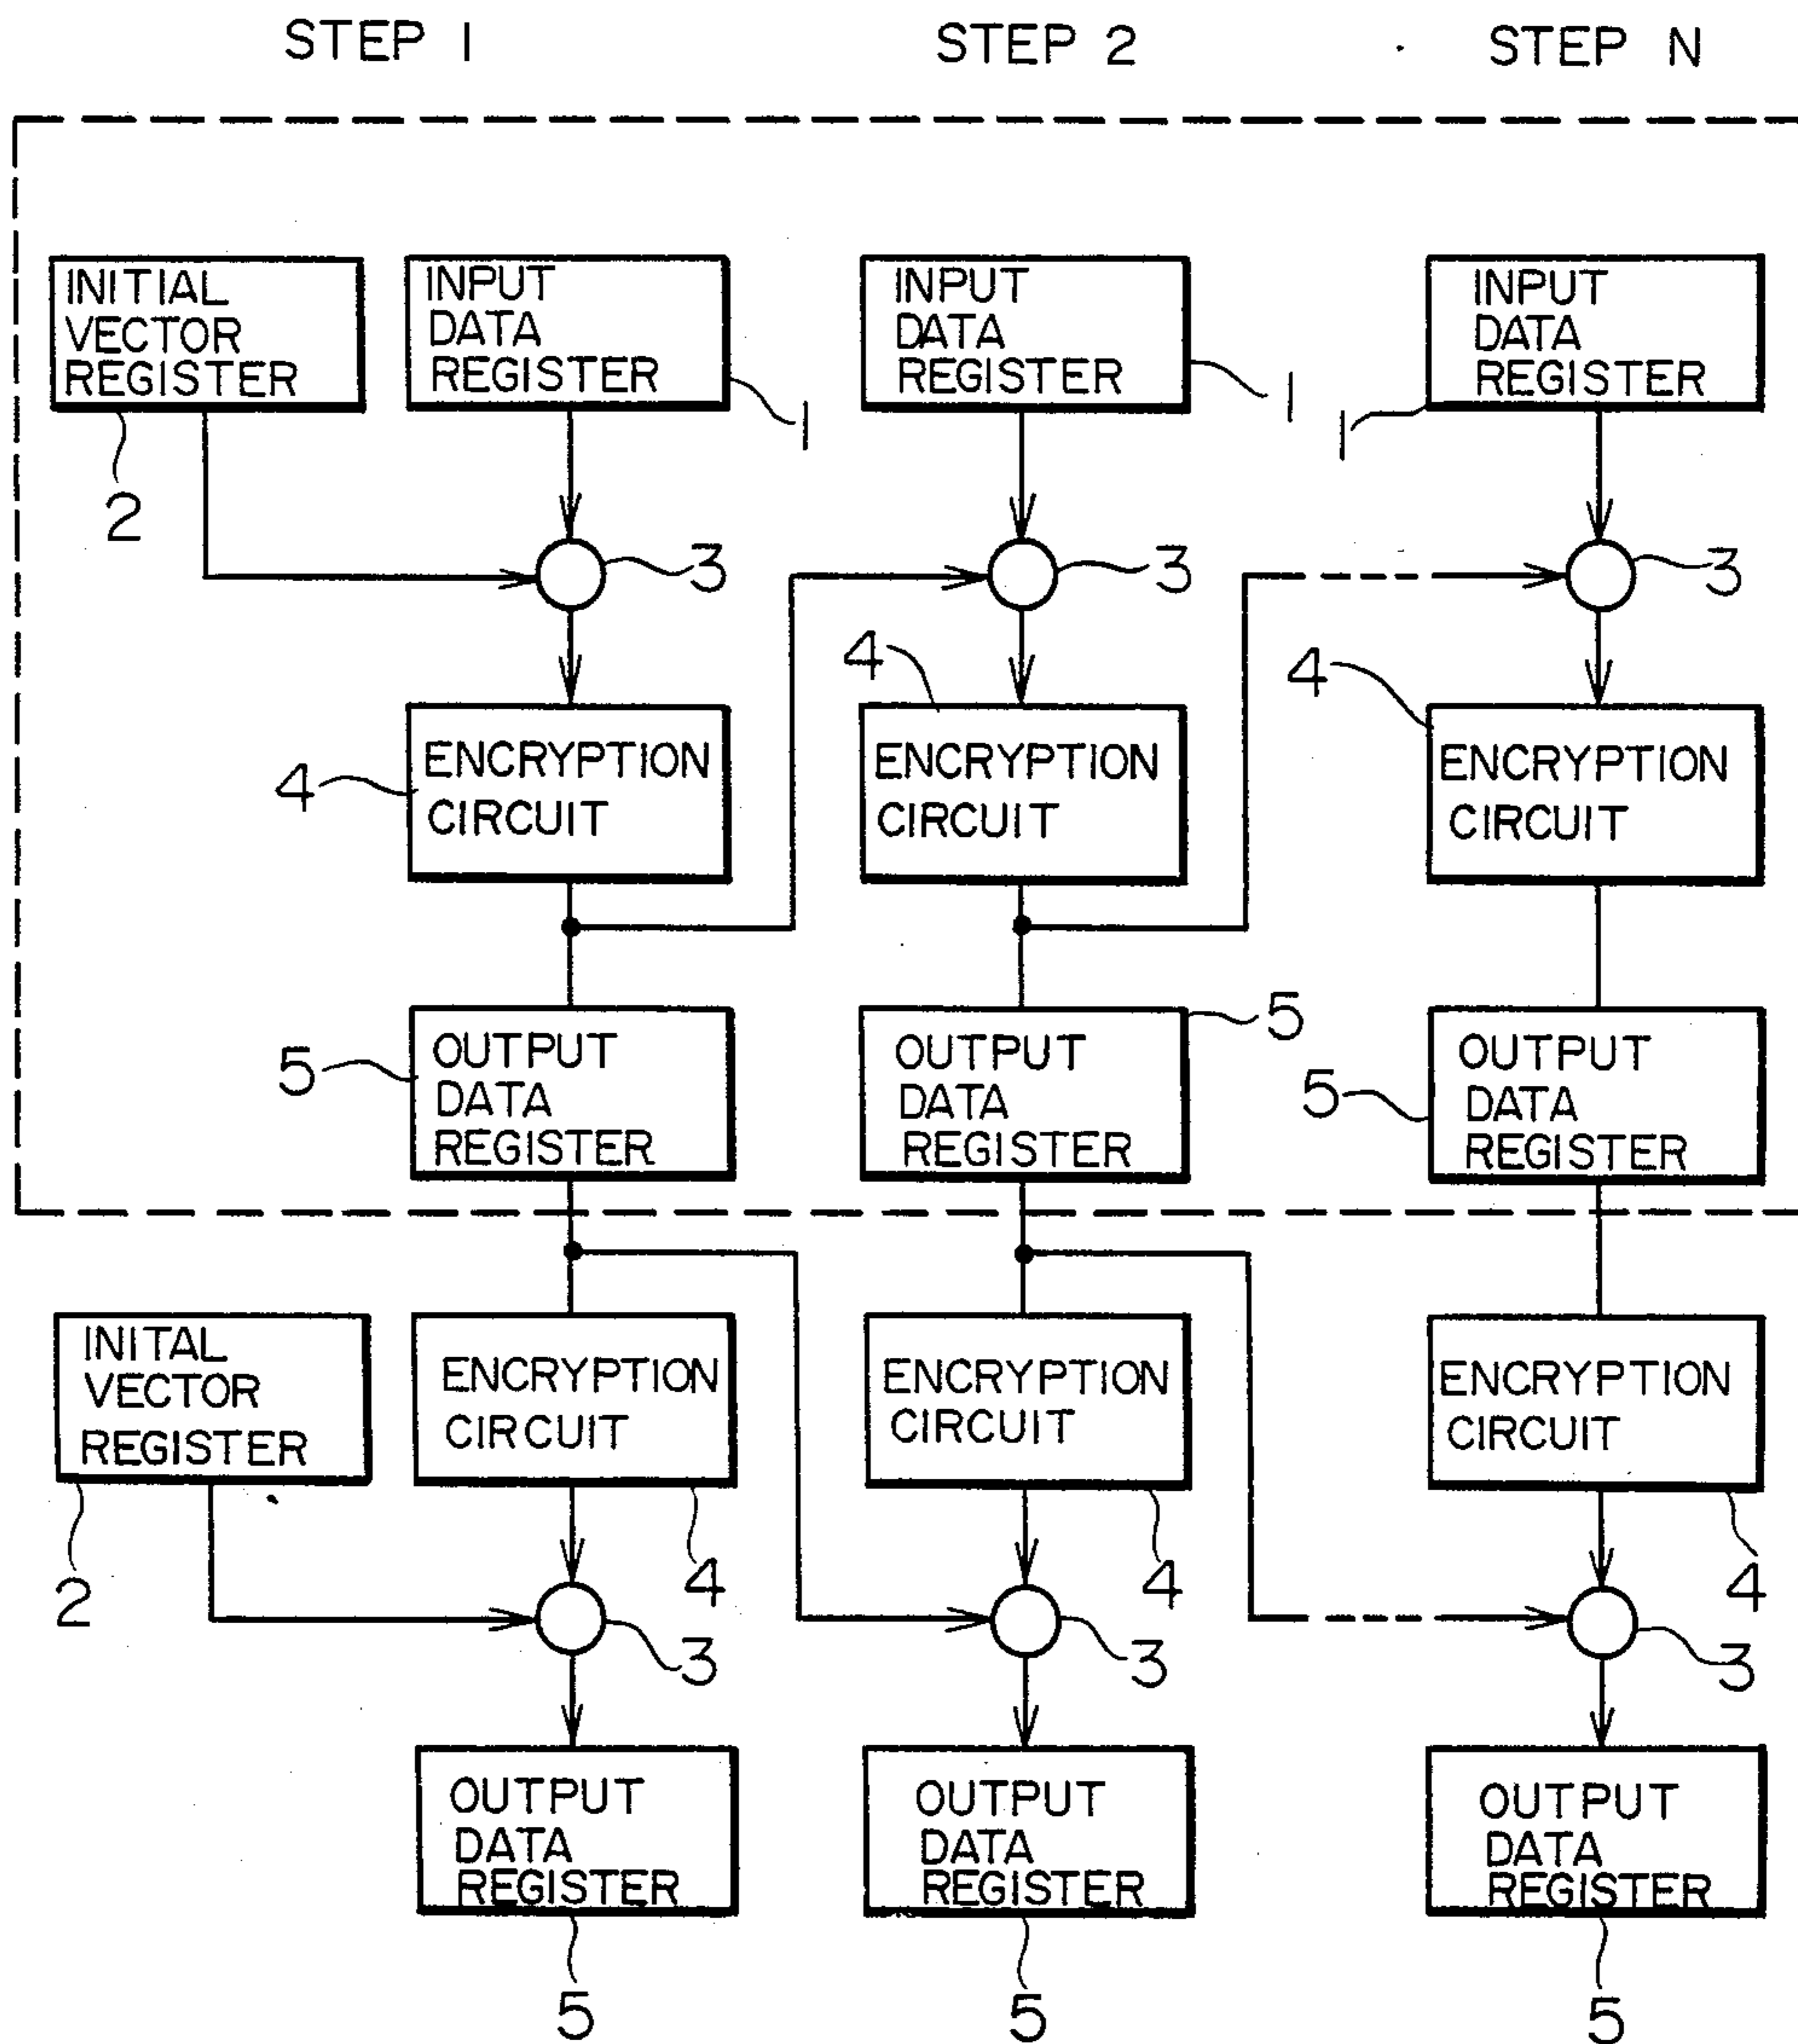 STEP 1
STEP 2
STEP N
INITIAL
VECTOR
REGISTER
2
INPUT
DATA
REGISTER
1
INPUT
DATA
REGISTER
1
INPUT
DATA
REGISTER
1
3
3
3
4
ENCRYPTION
CIRCUIT
4
ENCRYPTION
CIRCUIT
4
ENCRYPTION
CIRCUIT
5
OUTPUT
DATA
REGISTER
5
OUTPUT
DATA
REGISTER
5
OUTPUT
DATA
REGISTER
INITAL
VECTOR
REGISTER
2
ENCRYPTION
CIRCUIT
4
ENCRYPTION
CIRCUIT
4
ENCRYPTION
CIRCUIT
4
3
3
3
OUTPUT
DATA
REGISTER
5
OUTPUT
DATA
REGISTER
5
OUTPUT
DATA
REGISTER
5